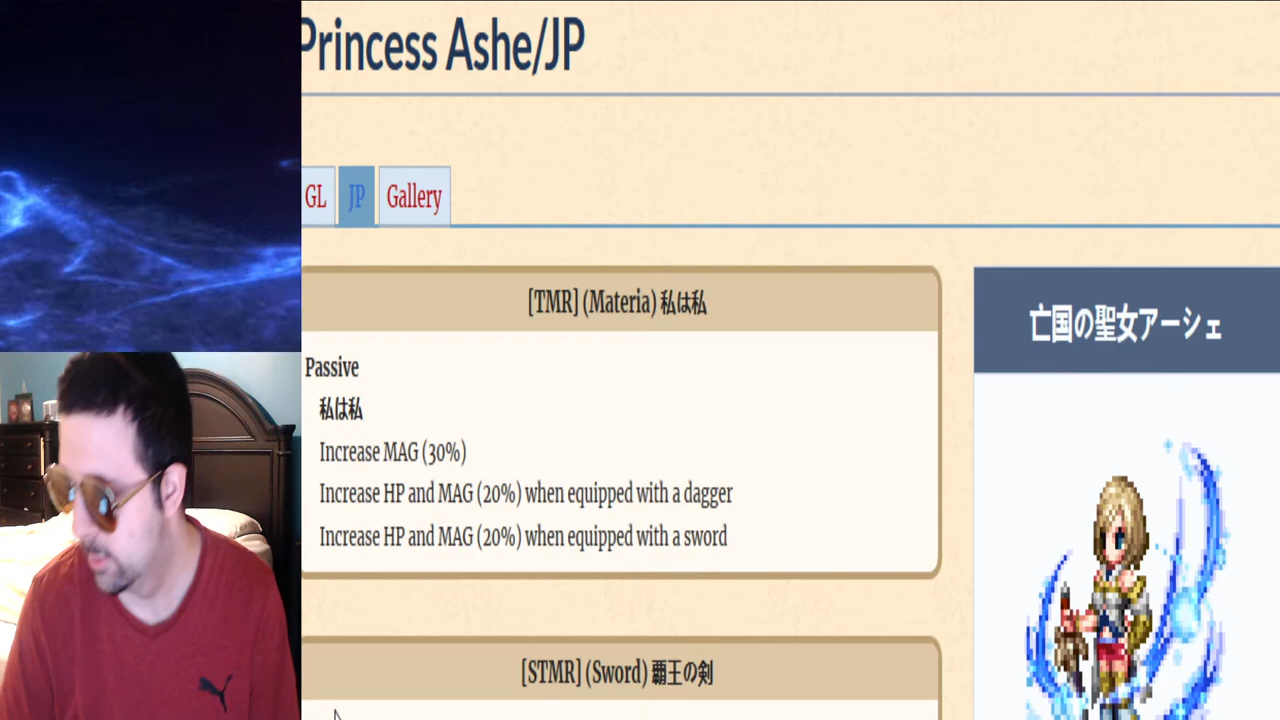 Princess Ashe/JP
GL
JP
Gallery
[TMR] (Materia) 私は私
亡国の聖女アーシェ
Passive
私は私
Increase MAG (30%)
Increase HP and MAG (20%) when equipped with a dagger
Increase HP and MAG (20%) when equipped with a sword
[STMR] (Sword) 覇王の剣